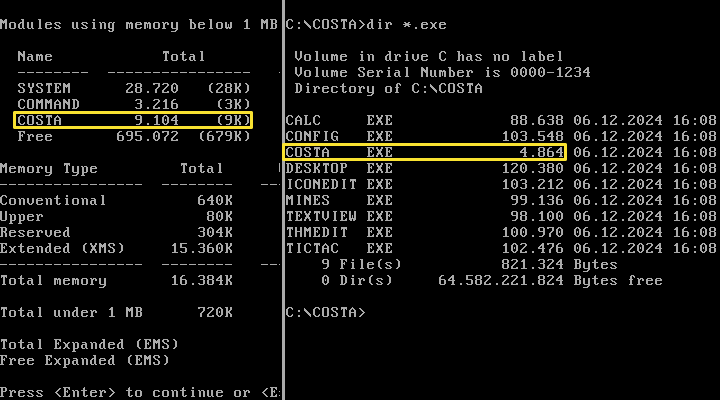 Modules using memory below 1 MB
Name Total
-------- ----------------
SYSTEM 28.720 (28K)
COMMAND 3.216 (3K)
COSTA 9.104 (9K)
Free 695.072 (679K)
Memory Type Total
---------------- --------
Conventional 640K
Upper 80K
Reserved 304K
Extended (XMS) 15.360K
---------------- --------
Total memory 16.384K
Total under 1 MB 720K
Total Expanded (EMS)
Free Expanded (EMS)
Press <Enter> to continue or <E
C:\COSTA>dir *.exe
Volume in drive C has no label
Volume Serial Number is 0000-1234
Directory of C:\COSTA
CALC EXE 88.638 06.12.2024 16:08
CONFIG EXE 103.548 06.12.2024 16:08
COSTA EXE 4.864 06.12.2024 16:08
DESKTOP EXE 120.380 06.12.2024 16:08
ICONEDIT EXE 103.212 06.12.2024 16:08
MINES EXE 99.136 06.12.2024 16:08
TEXTVIEW EXE 98.100 06.12.2024 16:08
THMEDIT EXE 100.970 06.12.2024 16:08
TICTAC EXE 102.476 06.12.2024 16:08
9 File(s) 821.324 Bytes
0 Dir(s) 64.582.221.824 Bytes free
C:\COSTA>